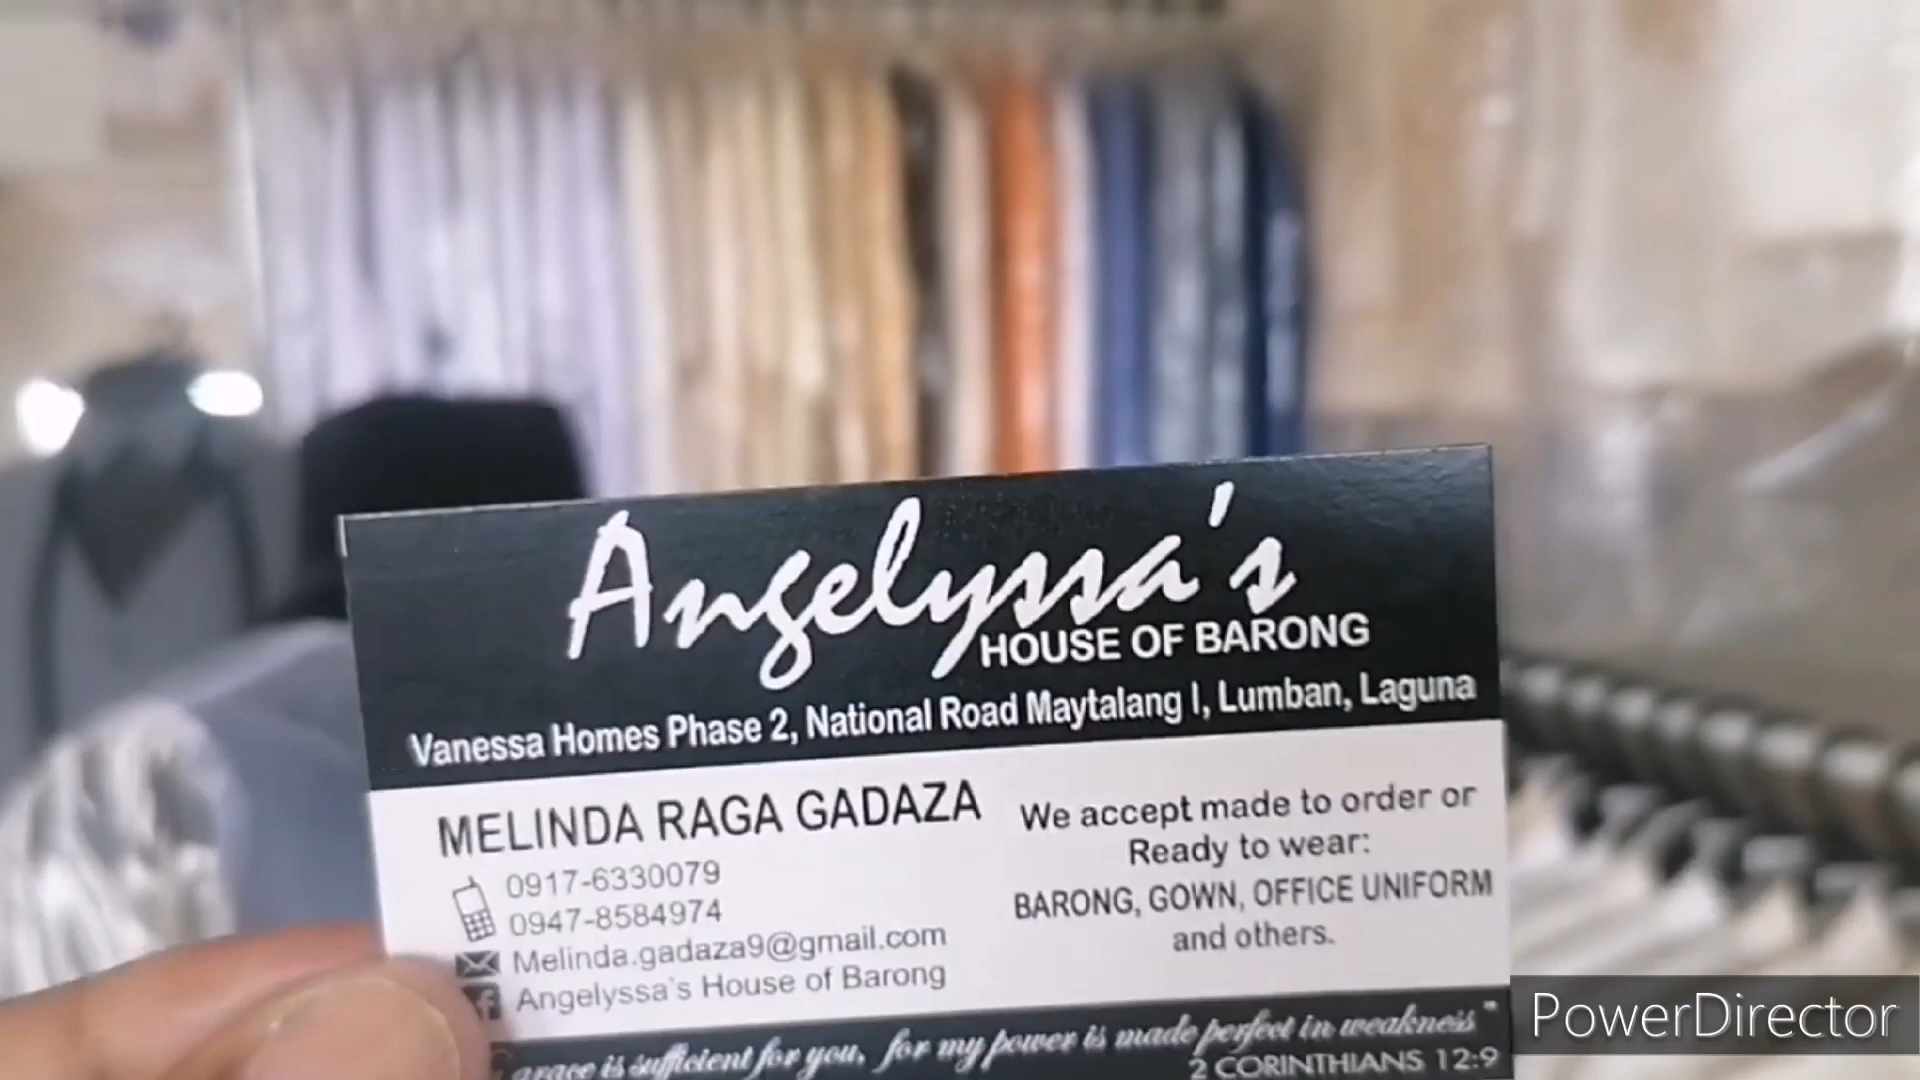 Angelyssa's
HOUSE OF BARONG
Vanessa Homes Phase 2, National Road Maytalang I, Lumban, Laguna
MELINDA RAGA GADAZA
0917-6330079
0947-8584974
Melinda.gadaza9@gmail.com
Angelyssa's House of Barong
We accept made to order or
Ready to wear:
BARONG, GOWN, OFFICE UNIFORM
and others.
grace is sufficient for you, for my power is made perfect in weakness"
2 CORINTHIANS 12:9
PowerDirector